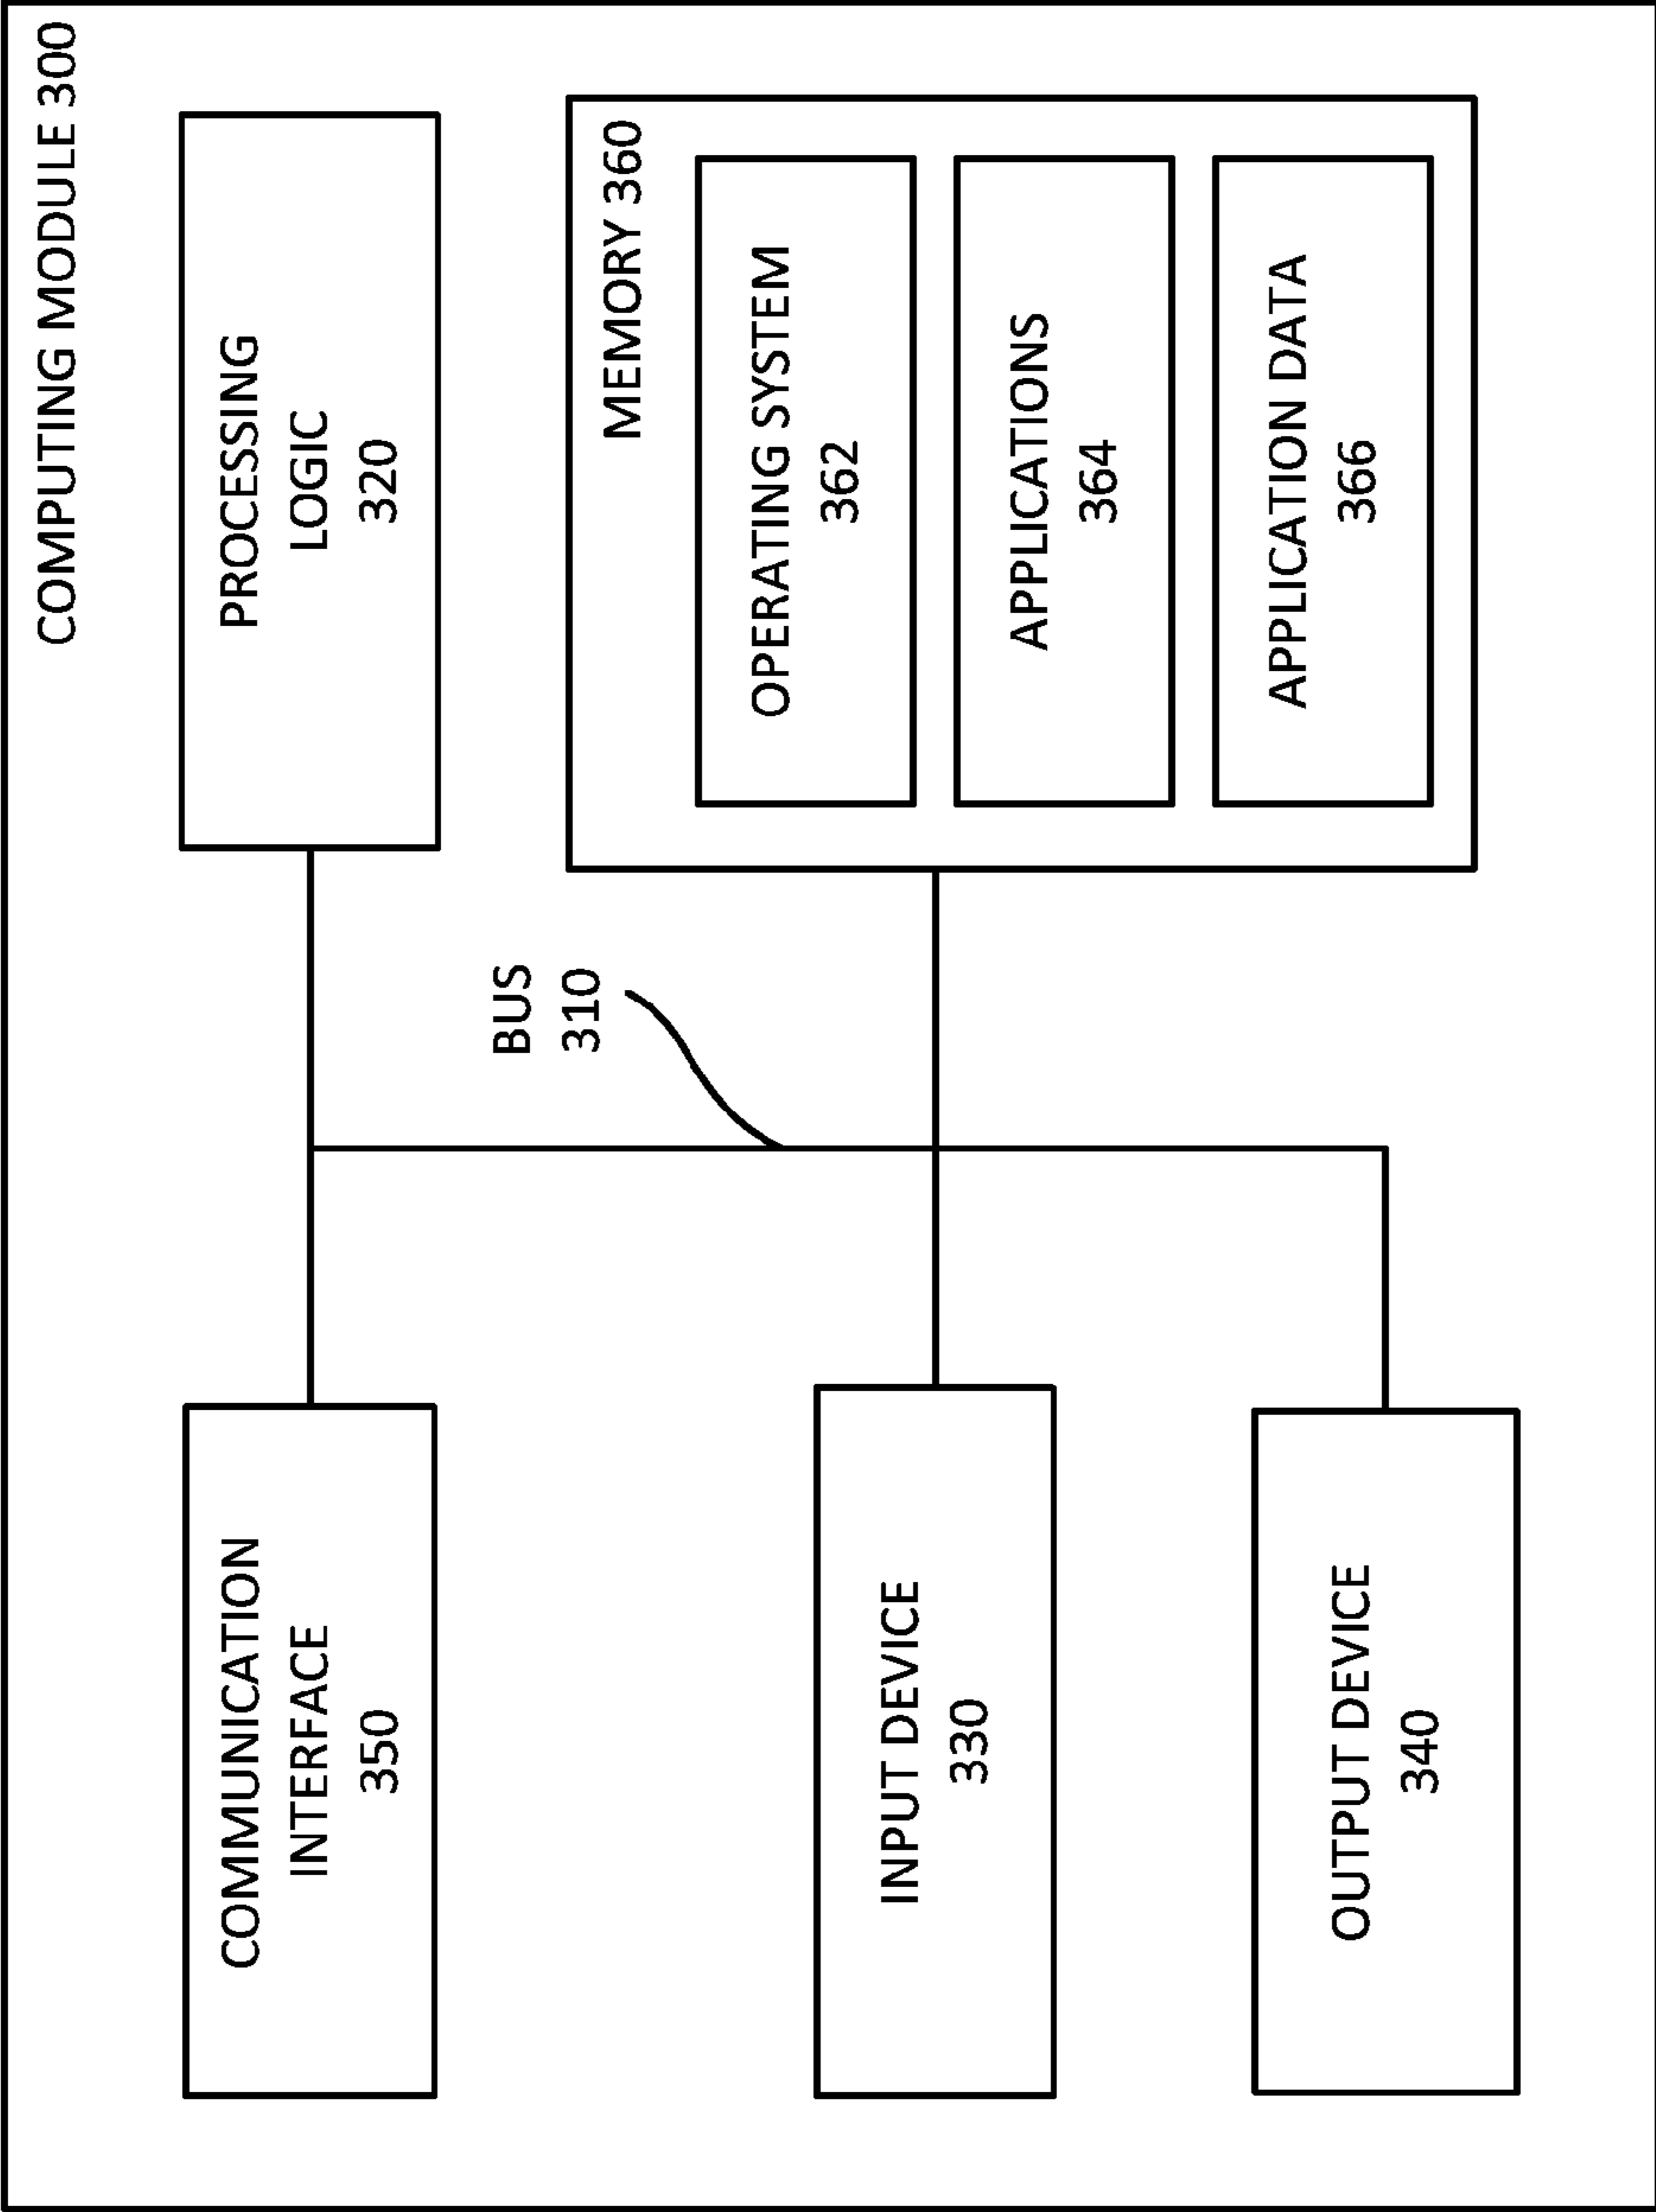 COMPUTING MODULE 300
COMMUNICATION
INTERFACE
350
PROCESSING
LOGIC
320
BUS
310
MEMORY 360
OPERATING SYSTEM
362
INPUT DEVICE
330
APPLICATIONS
364
APPLICATION DATA
366
OUTPUT DEVICE
340